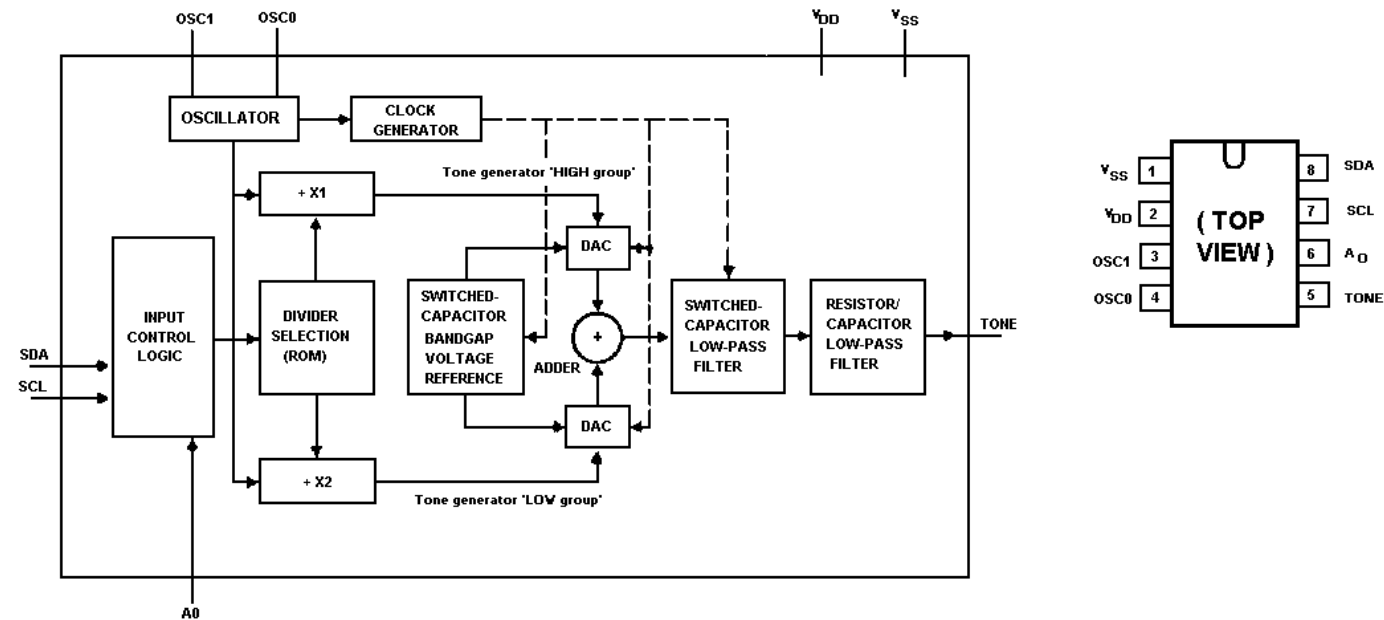 OSC1
OSC0
VDD
VSS
OSCILLATOR
CLOCK
GENERATOR
Tone generator 'HIGH group'
+ X1
DAC
INPUT
CONTROL
LOGIC
DIVIDER
SELECTION
(ROM)
SWITCHED-
CAPACITOR
BANDGAP
VOLTAGE
REFERENCE
+
ADDER
SWITCHED-
CAPACITOR
LOW-PASS
FILTER
RESISTOR/
CAPACITOR
LOW-PASS
FILTER
TONE
SDA
SCL
DAC
+ X2
Tone generator 'LOW group'
A0
VSS
1
VDD
2
OSC1
3
OSC0
4
( TOP
VIEW )
8
SDA
7
SCL
6
AO
5
TONE